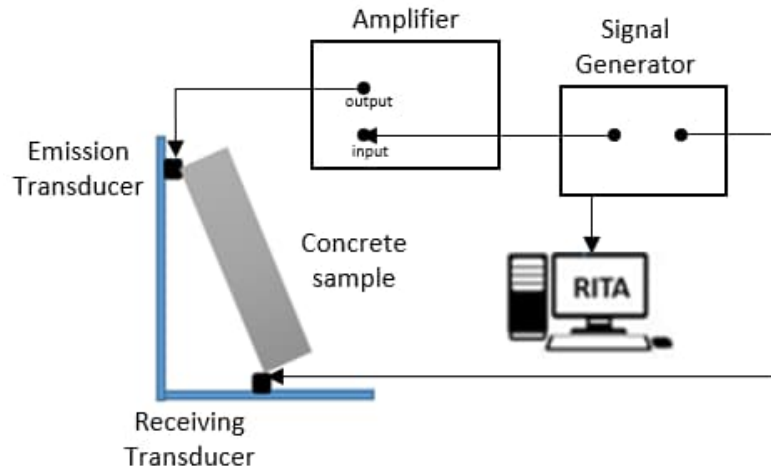 Amplifier
Signal
Generator
output
input
Emission
Transducer
Concrete
sample
RITA
Receiving
Transducer